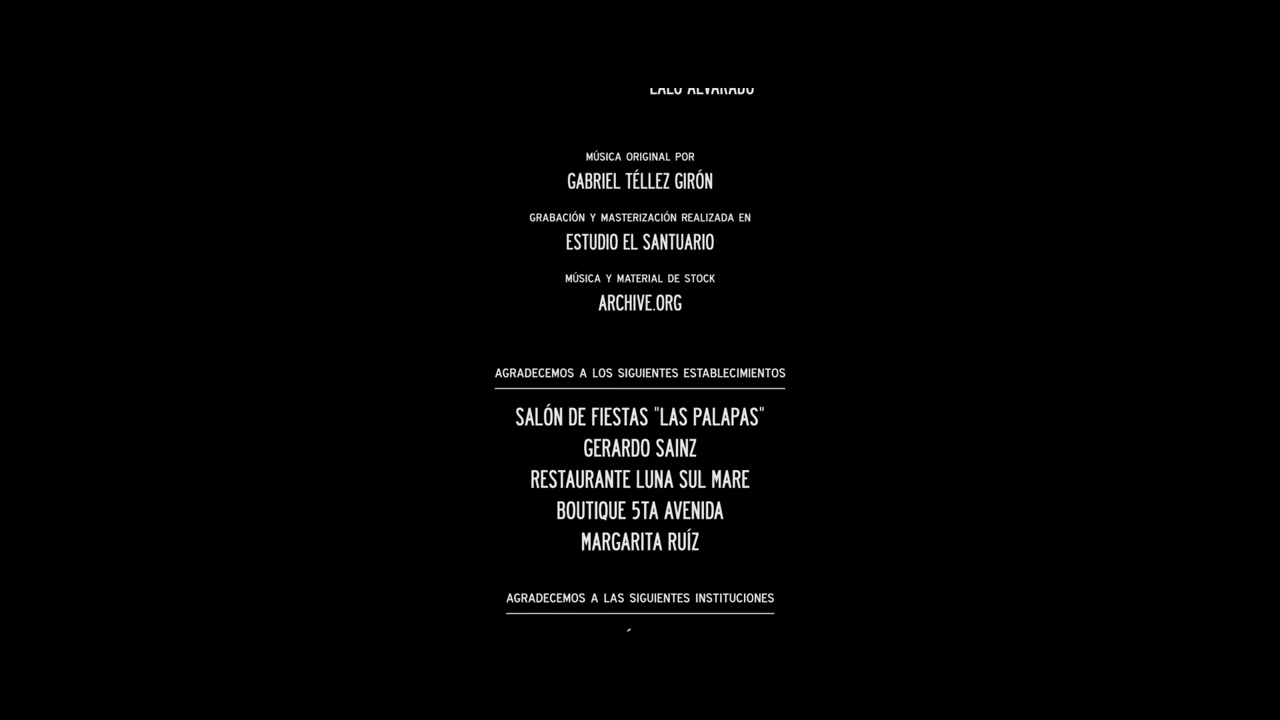 LALO ALVARADO
MÚSICA ORIGINAL POR
GABRIEL TÉLLEZ GIRÓN
GRABACIÓN Y MASTERIZACIÓN REALIZADA EN
ESTUDIO EL SANTUARIO
MÚSICA Y MATERIAL DE STOCK
ARCHIVE.ORG
AGRADECEMOS A LOS SIGUIENTES ESTABLECIMIENTOS
SALÓN DE FIESTAS "LAS PALAPAS"
GERARDO SAINZ
RESTAURANTE LUNA SUL MARE
BOUTIQUE 5TA AVENIDA
MARGARITA RUÍZ
AGRADECEMOS A LAS SIGUIENTES INSTITUCIONES